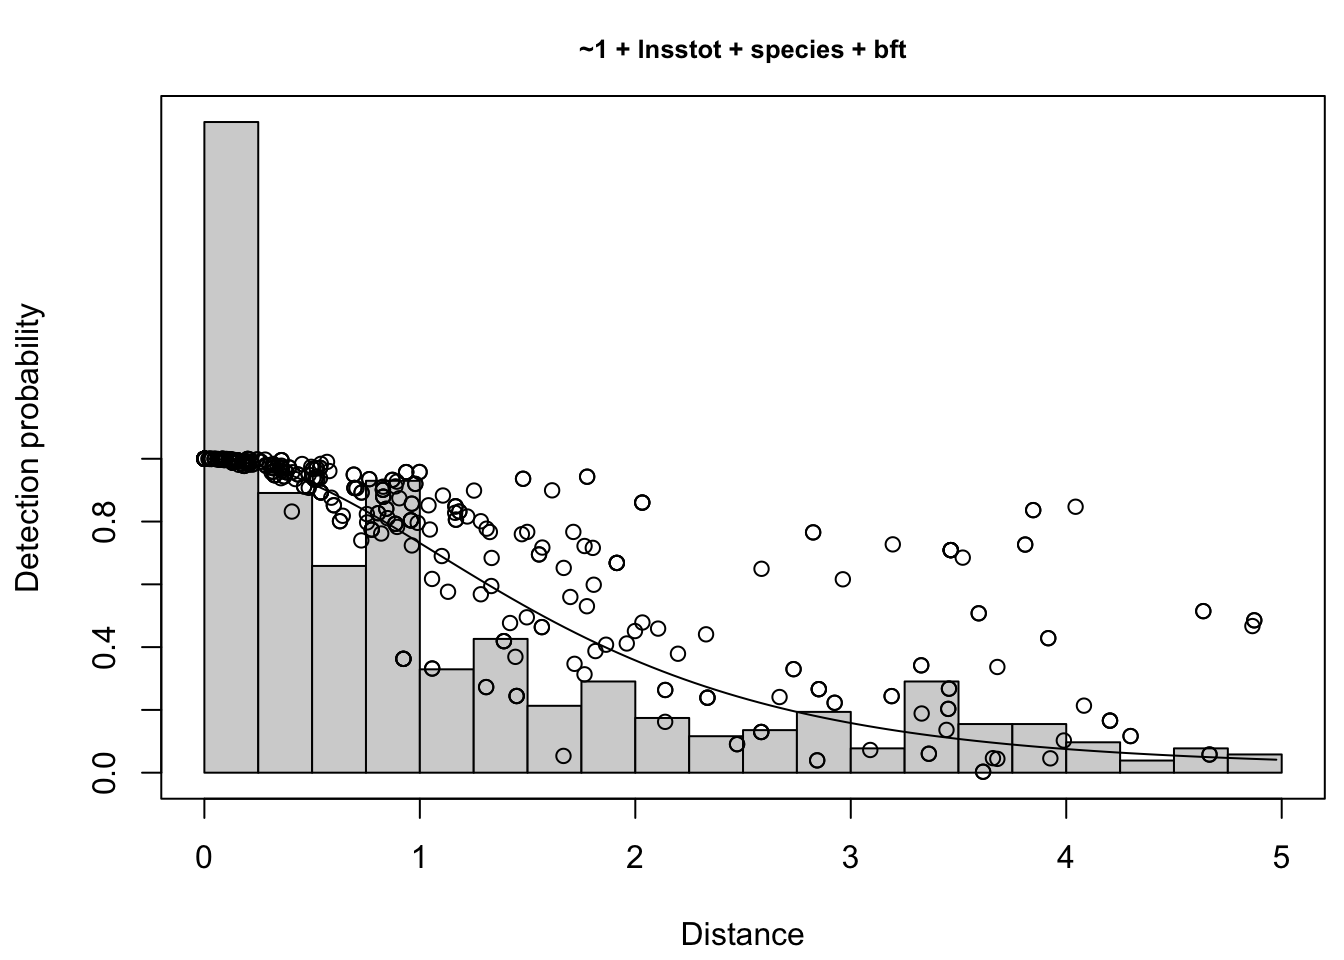 ~1 + lnsstot + species + bft
Detection probability
0.8
0.4
0.0
0 1 2 3 4 5
Distance